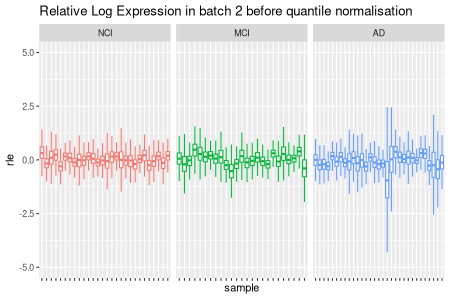 Relative Log Expression in batch 2 before quantile normalisation
NCI
MCI
AD
5.0
2.5
0.0
-2.5
-5.0
rle
sample